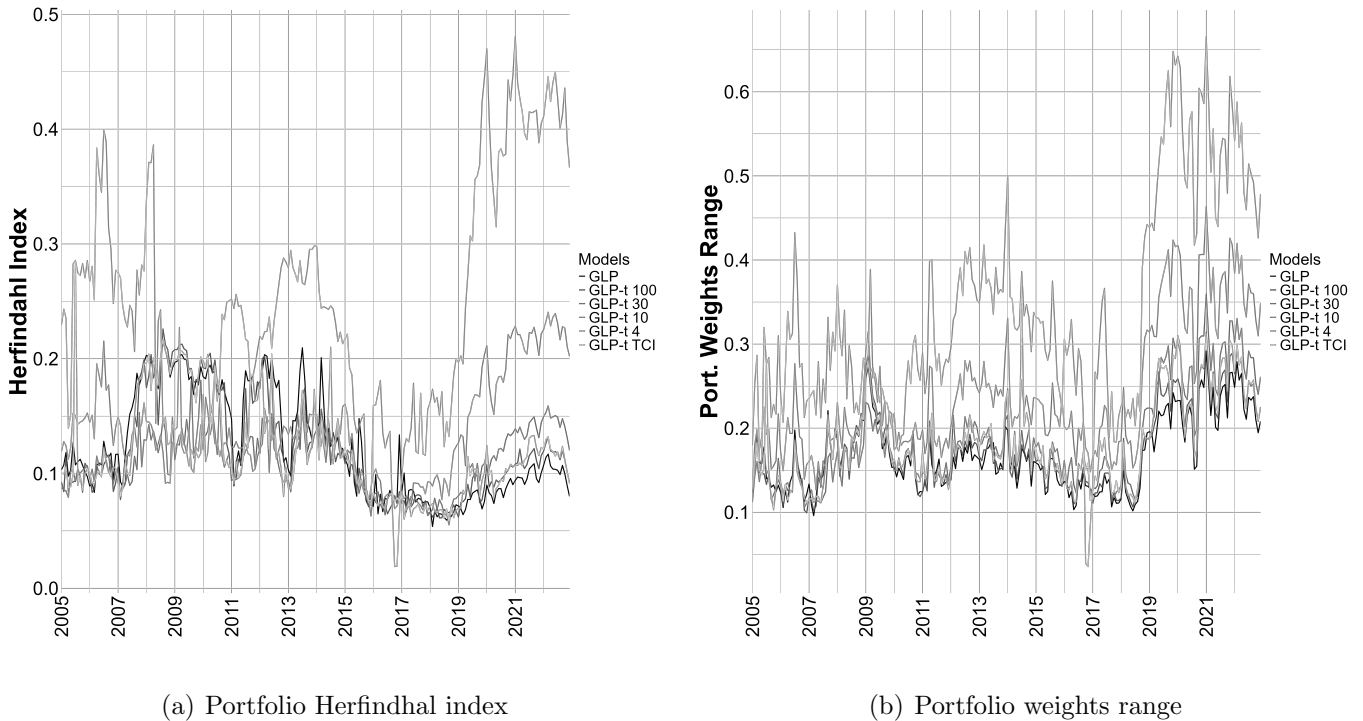 0.5
0.4
0.3
0.2
0.1
0.0
Herfindahl Index
2005 2007 2009 2011 2013 2015 2017 2019 2021
Models
GLP
GLP-t 100
GLP-t 30
GLP-t 10
GLP-t 4
GLP-t TCI
(a) Portfolio Herfindhal index
0.6
0.5
0.4
0.3
0.2
0.1
Port. Weights Range
2005 2007 2009 2011 2013 2015 2017 2019 2021
Models
GLP
GLP-t 100
GLP-t 30
GLP-t 10
GLP-t 4
GLP-t TCI
(b) Portfolio weights range